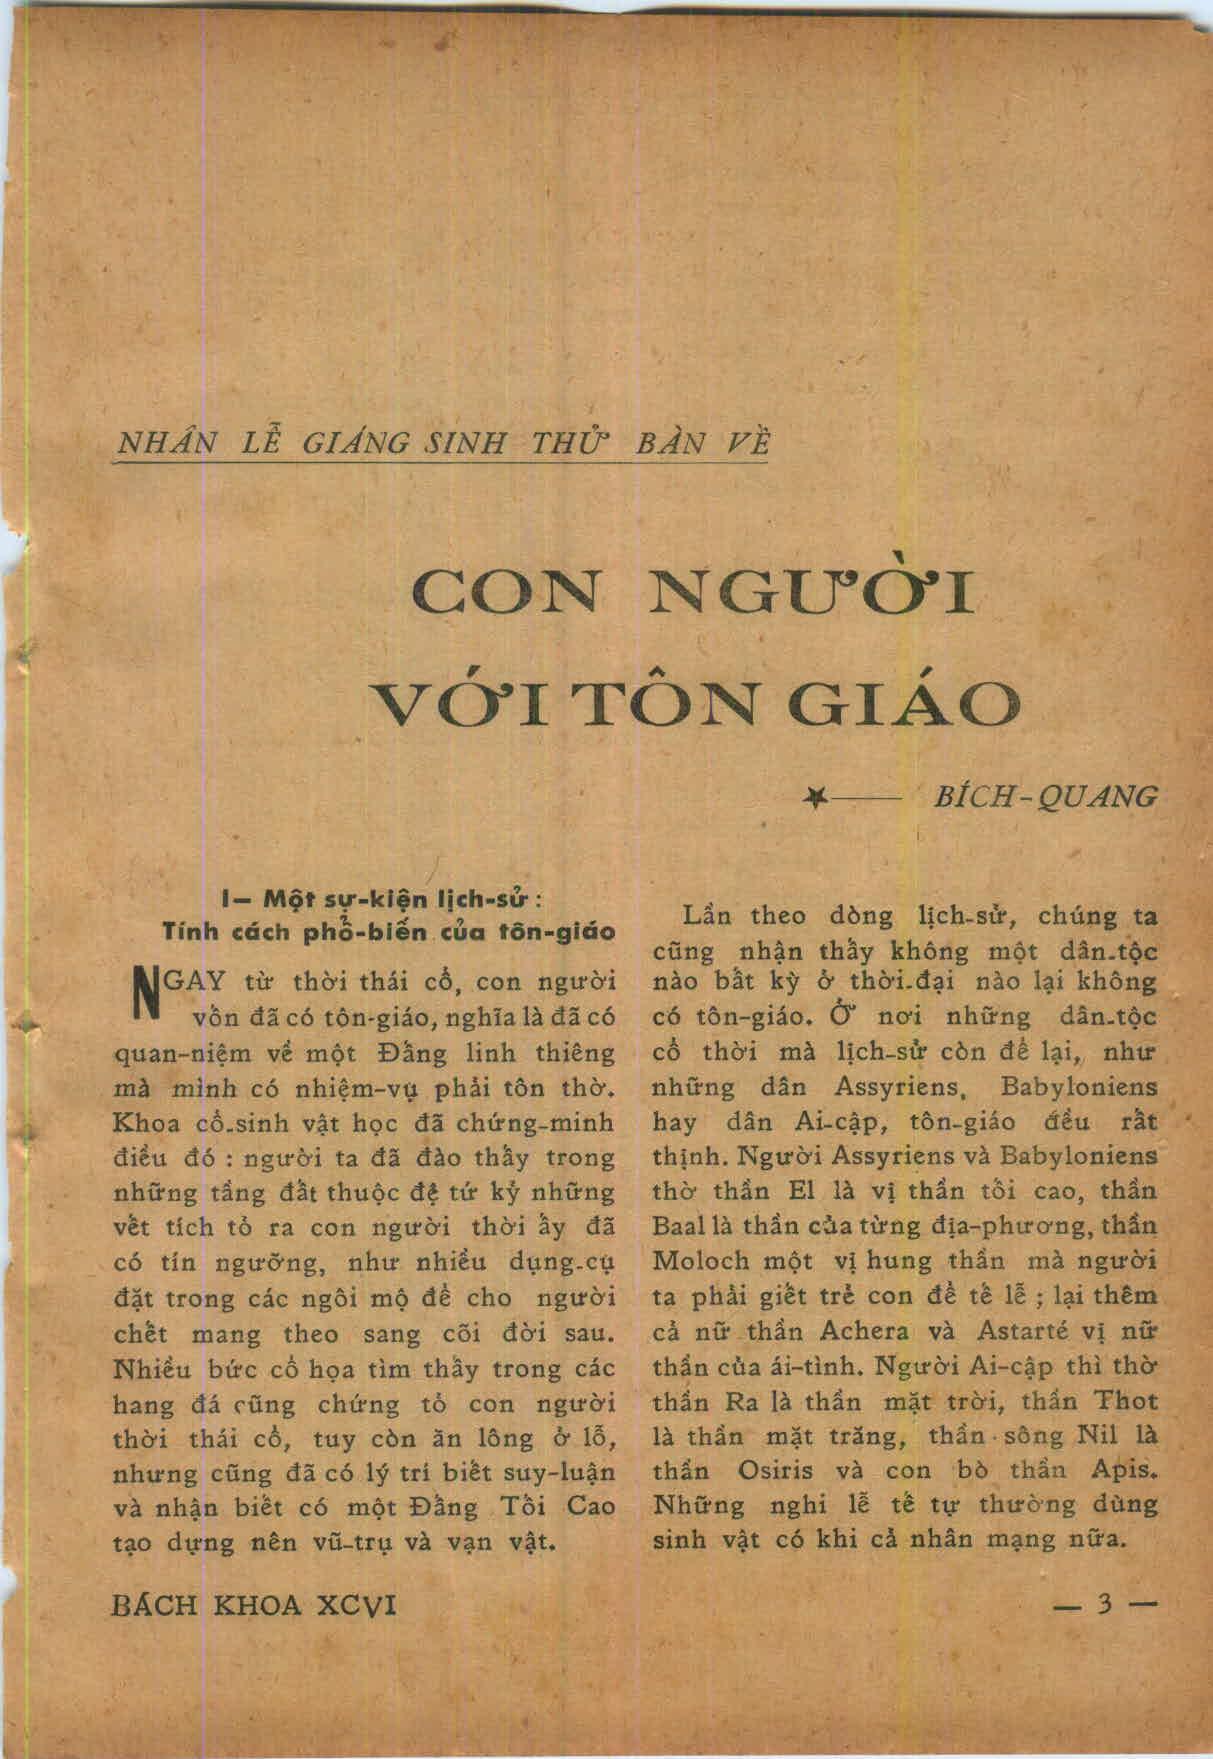 NHÂN LỄ GIÁNG SINH THỬ BÀN VỀ
CON NGƯỜI
VỚI TÔN GIÁO
BÍCH-QUANG
I— Một sự-kiện lịch-sử :
Tính cách phổ-biến của tôn-giáo
NGAY từ thời thái cổ, con người
vốn đã có tôn-giáo, nghĩa là đã có
quan-niệm về một Đấng linh thiêng
mà mình có nhiệm-vụ phải tôn thờ.
Khoa cổ-sinh vật học đã chứng-minh
điều đó : người ta đã đào thấy trong
những tầng đất thuộc đệ tứ kỷ những
vết tích tỏ ra con người thời ấy đã
có tín ngưỡng, như nhiều dụng-cụ
đặt trong các ngôi mộ để cho người
chết mang theo sang cõi đời sau.
Nhiều bức cổ họa tìm thấy trong các
hang đá cũng chứng tỏ con người
thời thái cổ, tuy còn ăn lông ở lỗ,
nhưng cũng đã có lý trí biết suy-luận
và nhận biết có một Đấng Tối Cao
tạo dựng nên vũ-trụ và vạn vật.
Lần theo dòng lịch-sử, chúng ta
cũng nhận thấy không một dân-tộc
nào bất kỳ ở thời-đại nào lại không
có tôn-giáo. Ở nơi những dân-tộc
cổ thời mà lịch-sử còn để lại, như
những dân Assyriens, Babyloniens
hay dân Ai-cập, tôn-giáo đều rất
thịnh. Người Assyriens và Babyloniens
thờ thần El là vị thần tối cao, thần
Baal là thần của từng địa-phương, thần
Moloch một vị hung thần mà người
ta phải giết trẻ con để tế lễ ; lại thêm
cả nữ thần Achera và Astarté vị nữ
thần của ái-tình. Người Ai-cập thì thờ
thần Ra là thần mặt trời, thần Thot
là thần mặt trăng, thần sông Nil là
thần Osiris và con bò thần Apis.
Những nghi lễ tế tự thường dùng
sinh vật có khi cả nhân mạng nữa.
BÁCH KHOA XCVI
— 3 —